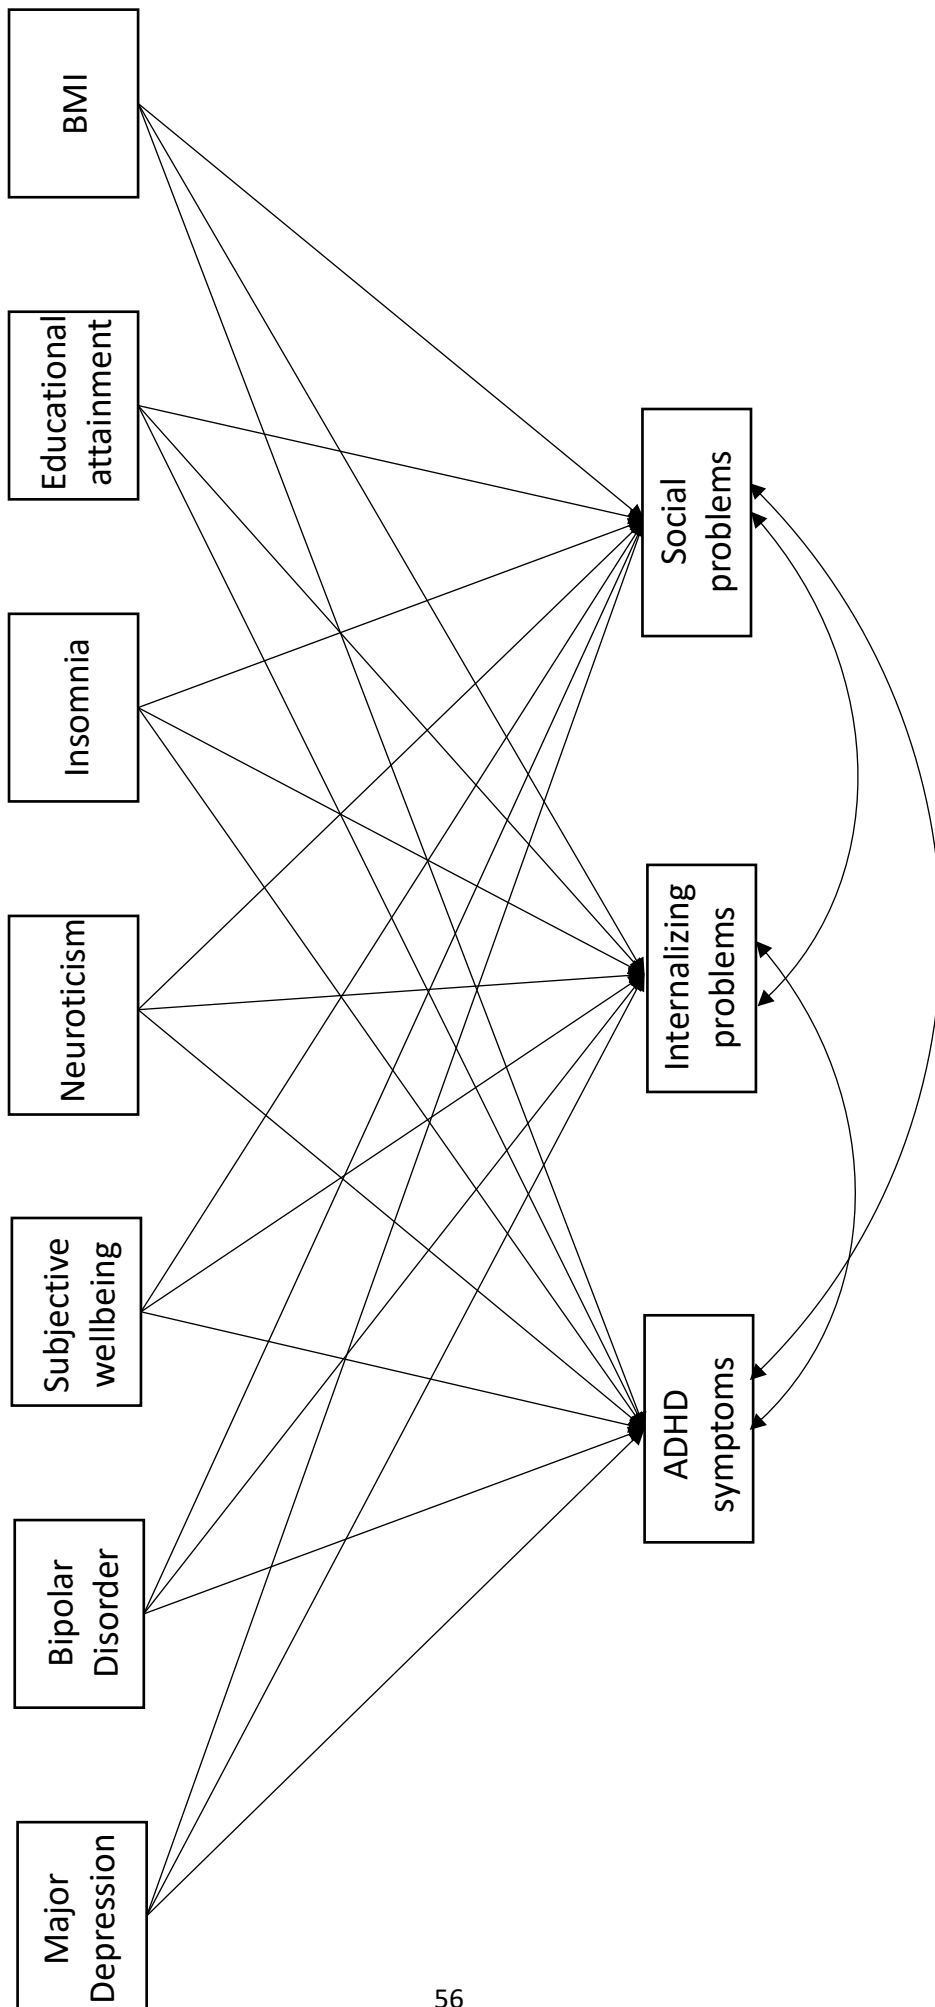 Major
Depression
Bipolar
Disorder
Subjective
wellbeing
Neuroticism
Insomnia
Educational
attainment
BMI
ADHD
symptoms
Internalizing
problems
Social
problems
56